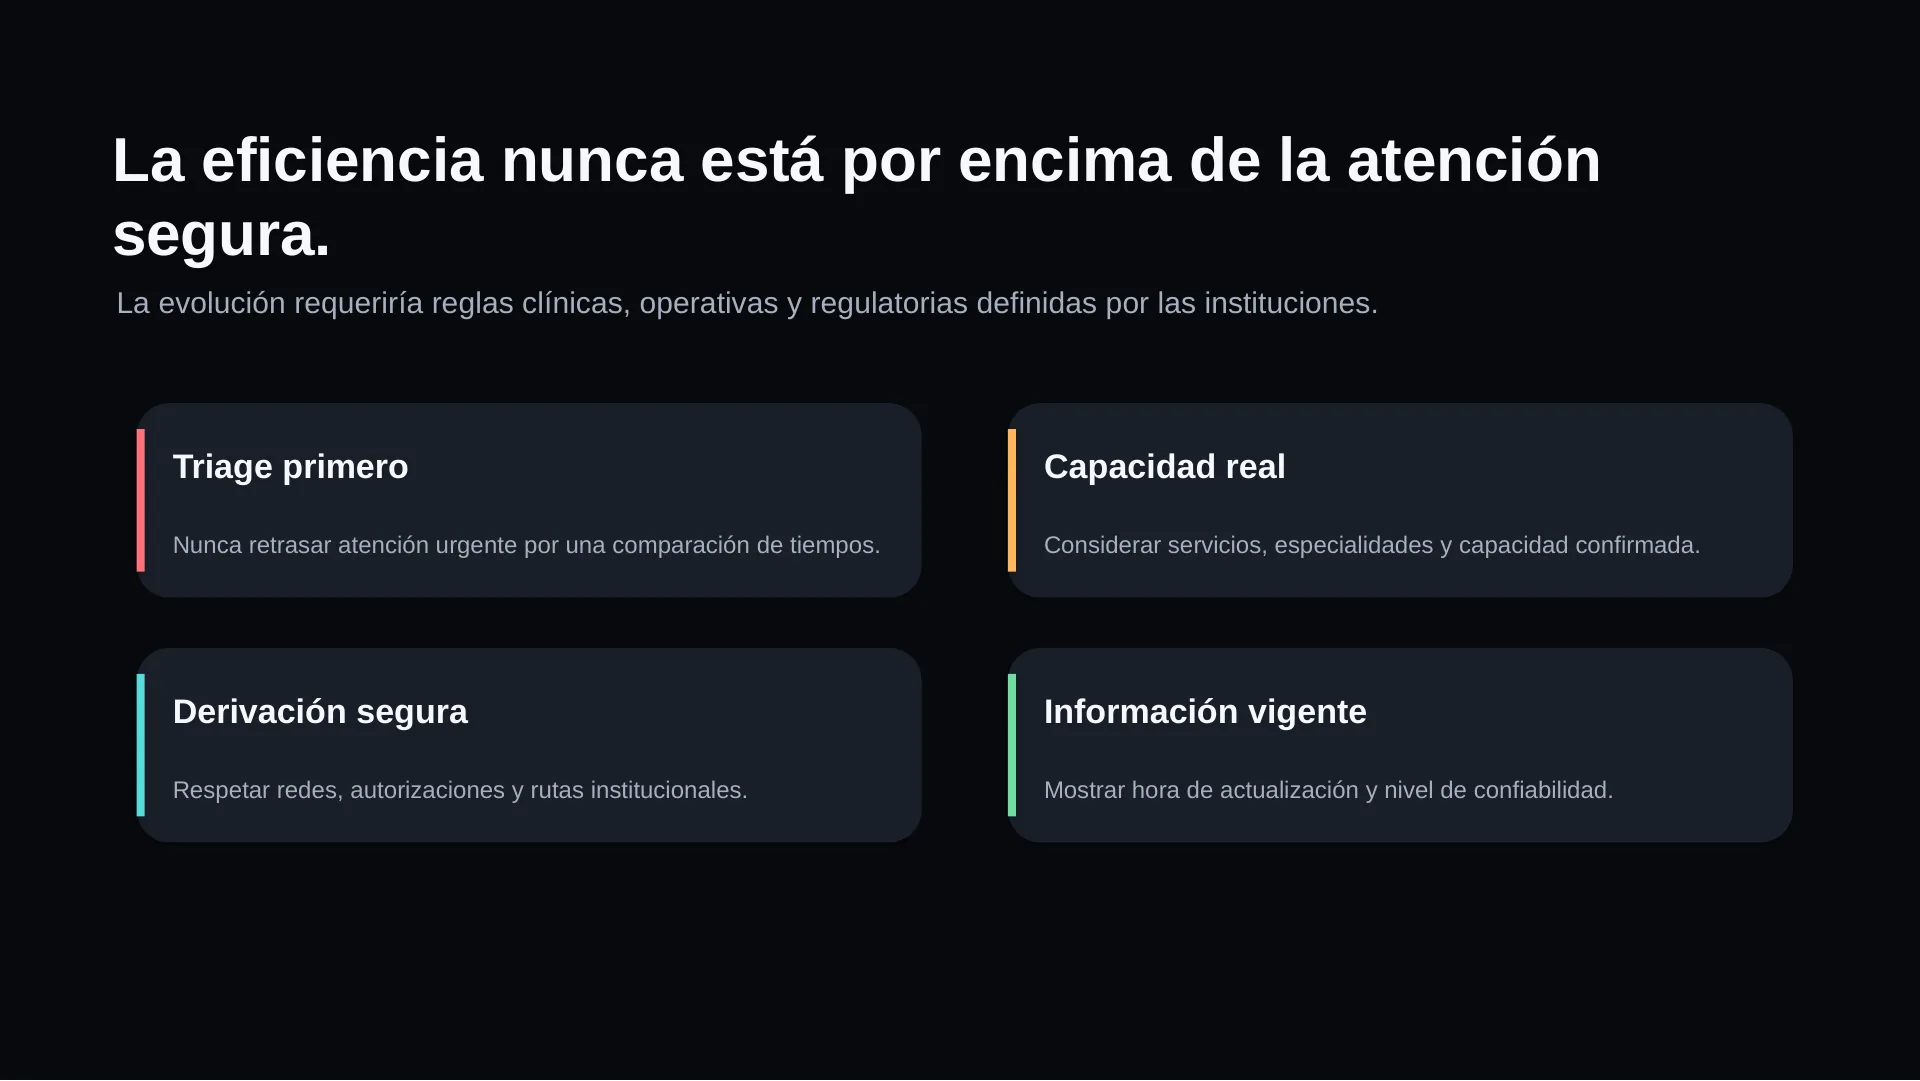 La eficiencia nunca está por encima de la atención
segura.
La evolución requeriría reglas clínicas, operativas y regulatorias definidas por las instituciones.
Triage primero
Nunca retrasar atención urgente por una comparación de tiempos.
Capacidad real
Considerar servicios, especialidades y capacidad confirmada.
Derivación segura
Respetar redes, autorizaciones y rutas institucionales.
Información vigente
Mostrar hora de actualización y nivel de confiabilidad.